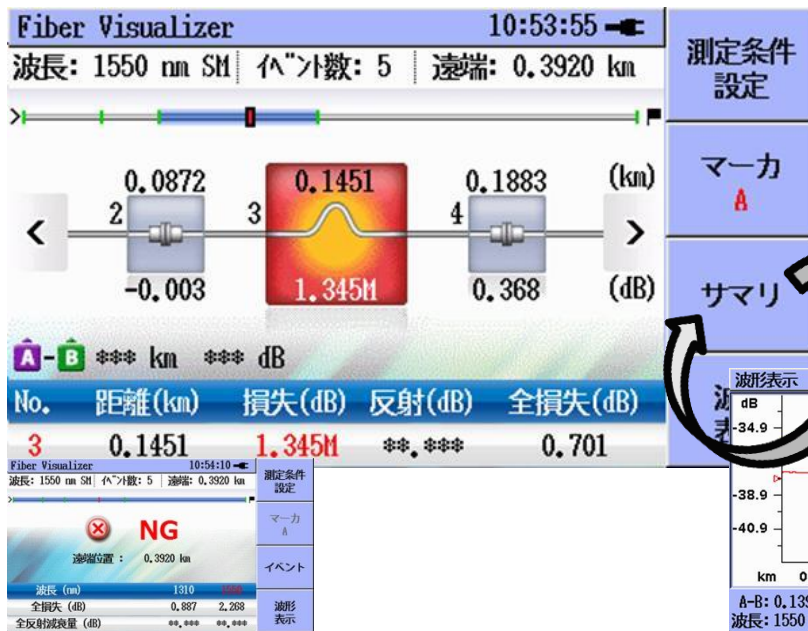 Fiber Visualizer 10:53:55
波長: 1550 nm SM イベント数: 5 遠端: 0.3920 km
0.0872 0.1451 0.1883 (km)
2 3 4
-0.003 1.345M 0.368 (dB)
A-B *** km *** dB
No. 距離(km) 損失(dB) 反射(dB) 全損失(dB)
3 0.1451 1.345M **.*** 0.701
測定条件
設定
マーカ
A
サマリ
Fiber Visualizer 10:54:10
波長: 1550 nm SM イベント数: 5 遠端: 0.3920 km
NG
遠端位置 : 0.3920 km
波長 (nm) 1310 1550
全損失 (dB) 0.887 2.268
全反射減衰量 (dB) **.*** **.***
測定条件
設定
マーカ
A
イベント
波形
表示
波形表示
dB
-34.9
-38.9
-40.9
km 0
A-B: 0.139
波長: 1550